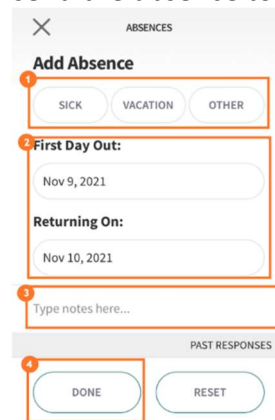 ABSENCES
Add Absence
1
SICK VACATION OTHER
2
First Day Out:
Nov 9, 2021
Returning On:
Nov 10, 2021
3
Type notes here...
PAST RESPONSES
4
DONE RESET